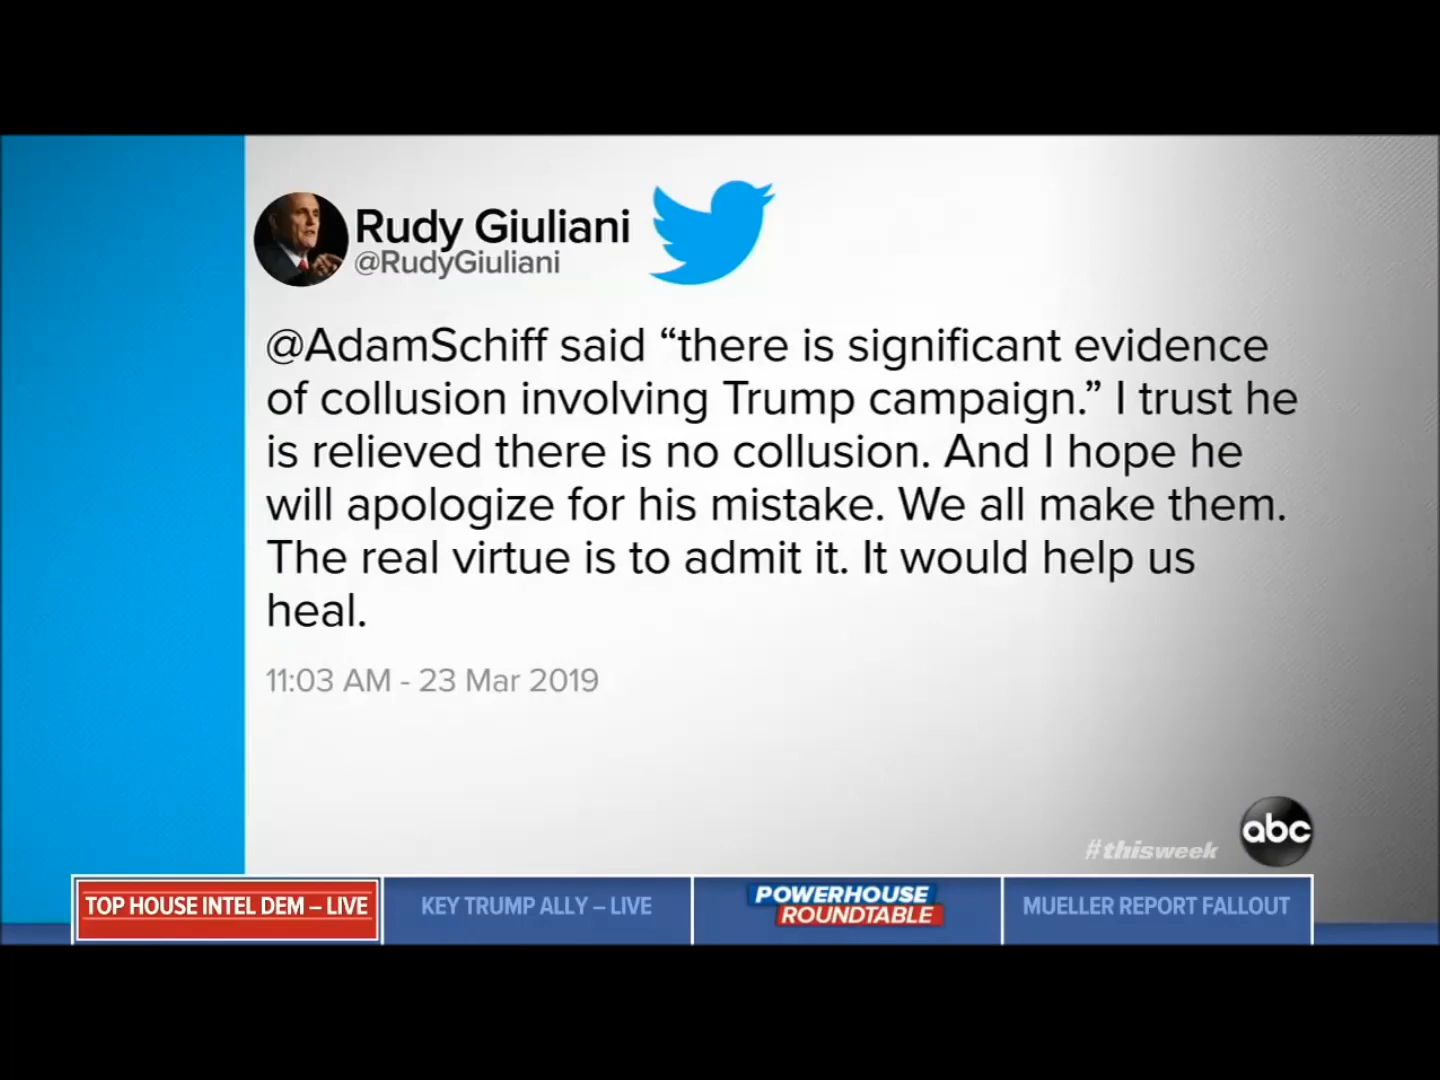 Rudy Giuliani
@RudyGiuliani
@AdamSchiff said “there is significant evidence
of collusion involving Trump campaign.” I trust he
is relieved there is no collusion. And I hope he
will apologize for his mistake. We all make them.
The real virtue is to admit it. It would help us
heal.
11:03 AM - 23 Mar 2019
#thisweek
abc
TOP HOUSE INTEL DEM – LIVE
KEY TRUMP ALLY – LIVE
POWERHOUSE
ROUNDTABLE
MUELLER REPORT FALLOUT